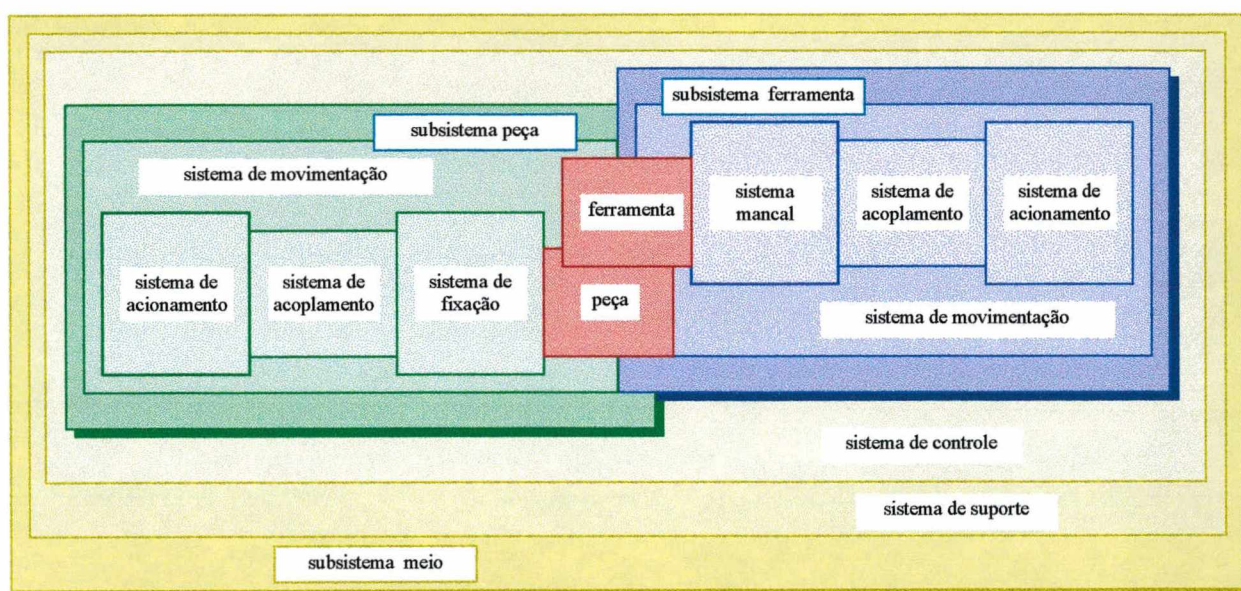 subsistema ferramenta
subsistema peça
sistema de movimentação
ferramenta
sistema
mancal
sistema de
acoplamento
sistema de
acionamento
sistema de
acionamento
sistema de
acoplamento
sistema de
fixação
peça
sistema de movimentação
sistema de controle
sistema de suporte
subsistema meio